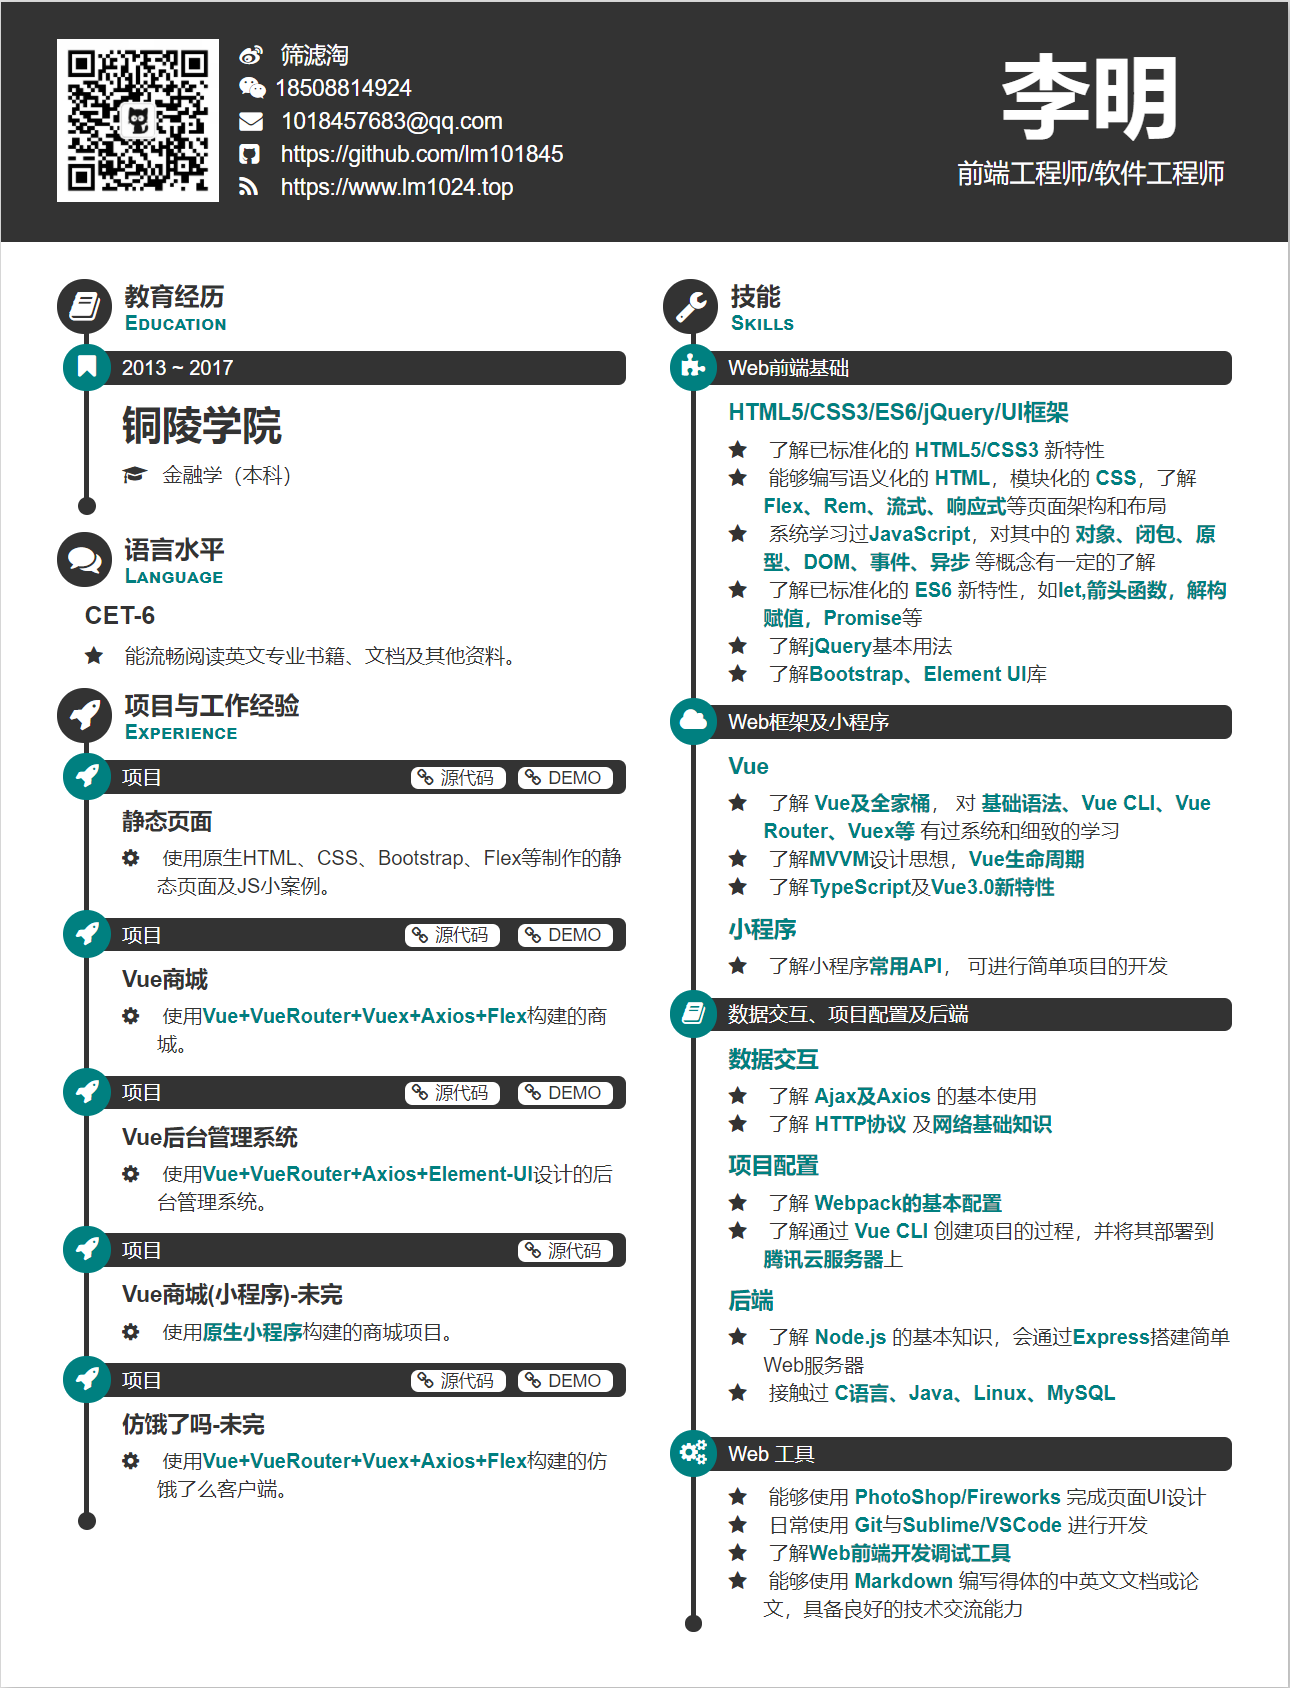 筛滤淘
18508814924
1018457683@qq.com
https://github.com/lm101845
https://www.lm1024.top
李明
前端工程师/软件工程师
教育经历
EDUCATION
2013 ~ 2017
铜陵学院
金融学（本科）
语言水平
LANGUAGE
CET-6
能流畅阅读英文专业书籍、文档及其他资料。
项目与工作经验
EXPERIENCE
项目 源代码 DEMO
静态页面
使用原生HTML、CSS、Bootstrap、Flex等制作的静
态页面及JS小案例。
项目 源代码 DEMO
Vue商城
使用Vue+VueRouter+Vuex+Axios+Flex构建的商
城。
项目 源代码 DEMO
Vue后台管理系统
使用Vue+VueRouter+Axios+Element-UI设计的后
台管理系统。
项目 源代码
Vue商城(小程序)-未完
使用原生小程序构建的商城项目。
项目 源代码 DEMO
仿饿了吗-未完
使用Vue+VueRouter+Vuex+Axios+Flex构建的仿
饿了么客户端。
技能
SKILLS
Web前端基础
HTML5/CSS3/ES6/jQuery/UI框架
了解已标准化的 HTML5/CSS3 新特性
能够编写语义化的 HTML，模块化的 CSS，了解
Flex、Rem、流式、响应式等页面架构和布局
系统学习过JavaScript，对其中的 对象、闭包、原
型、DOM、事件、异步 等概念有一定的了解
了解已标准化的 ES6 新特性，如let,箭头函数，解构
赋值，Promise等
了解jQuery基本用法
了解Bootstrap、Element UI库
Web框架及小程序
Vue
了解 Vue及全家桶， 对 基础语法、Vue CLI、Vue
Router、Vuex等 有过系统和细致的学习
了解MVVM设计思想，Vue生命周期
了解TypeScript及Vue3.0新特性
小程序
了解小程序常用API， 可进行简单项目的开发
数据交互、项目配置及后端
数据交互
了解 Ajax及Axios 的基本使用
了解 HTTP协议 及网络基础知识
项目配置
了解 Webpack的基本配置
了解通过 Vue CLI 创建项目的过程，并将其部署到
腾讯云服务器上
后端
了解 Node.js 的基本知识，会通过Express搭建简单
Web服务器
接触过 C语言、Java、Linux、MySQL
Web 工具
能够使用 PhotoShop/Fireworks 完成页面UI设计
日常使用 Git与Sublime/VSCode 进行开发
了解Web前端开发调试工具
能够使用 Markdown 编写得体的中英文文档或论
文，具备良好的技术交流能力